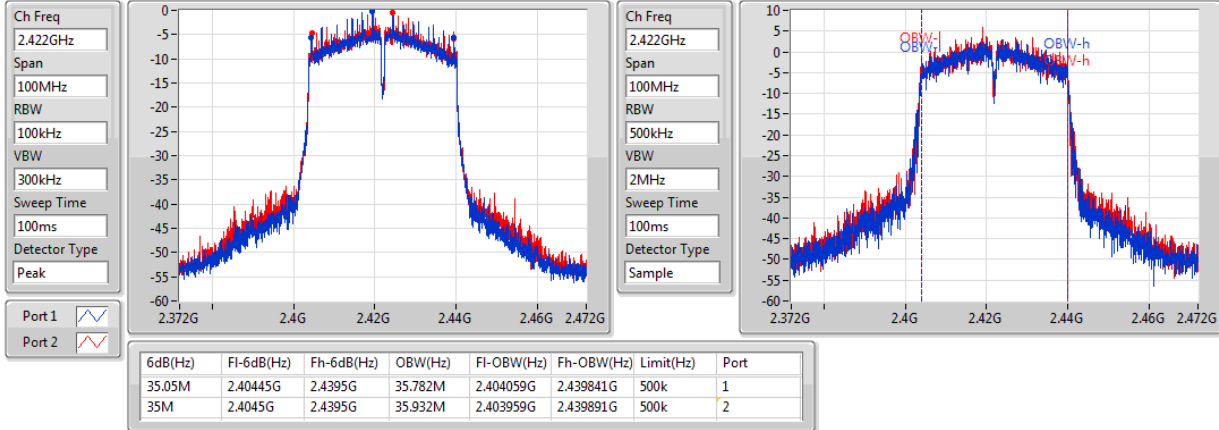 Ch Freq
2.422GHz
Span
100MHz
RBW
100kHz
VBW
300kHz
Sweep Time
100ms
Detector Type
Peak
Port 1
Port 2
0
-5
-10
-15
-20
-25
-30
-35
-40
-45
-50
-55
-60
2.372G 2.4G 2.42G 2.44G 2.472G
Ch Freq
2.422GHz
Span
100MHz
RBW
500kHz
VBW
2MHz
Sweep Time
100ms
Detector Type
Sample
10
5
0
-5
-10
-15
-20
-25
-30
-35
-40
-45
-50
-55
-60
OBW-l
OBW-l
OBW-h
OBW-h
2.372G 2.4G 2.42G 2.44G 2.46G 2.472G
6dB(Hz) Fl-6dB(Hz) Fh-6dB(Hz) OBW(Hz) Fl-OBW(Hz) Fh-OBW(Hz) Limit(Hz) Port
35.05M 2.40445G 2.4395G 35.782M 2.404059G 2.439841G 500k 1
35M 2.4045G 2.4395G 35.932M 2.403959G 2.439891G 500k 2